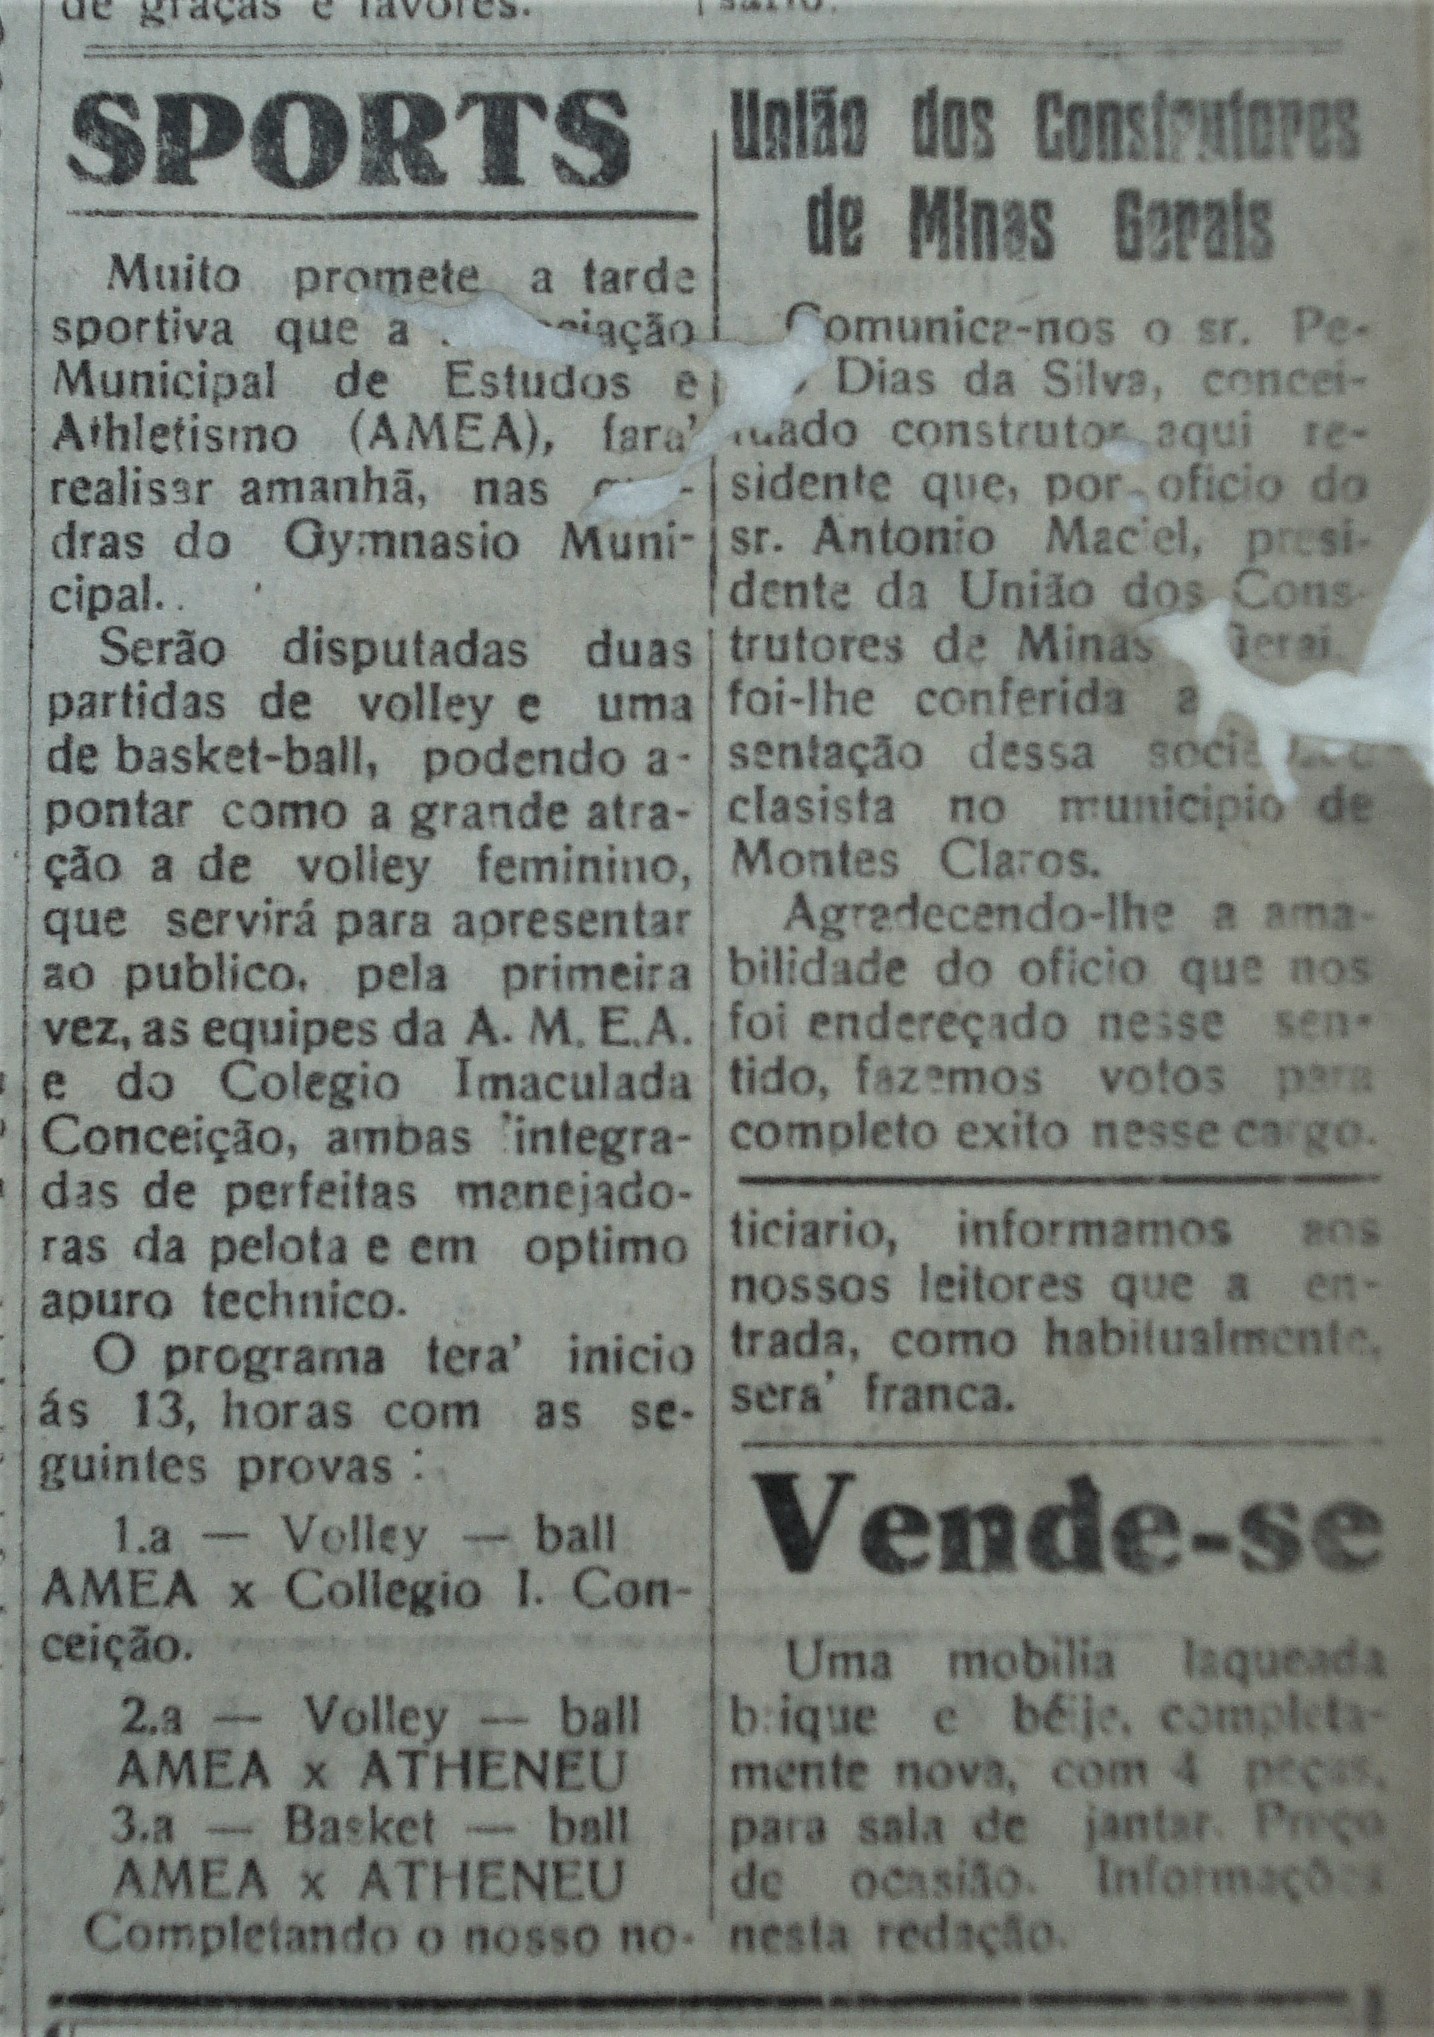 de graças e favores.
SPORTS
Muito promete a tarde
sportiva que a
Municipal de Estudos e
Athletismo (AMEA), fara'
realisar amanhã, nas
dras do Gymnasio Muni-
cipal.
Serão disputadas duas
partidas de volley e uma
de basket-ball, podendo a-
pontar como a grande atra-
ção a de volley feminino,
que servirá para apresentar
ao publico, pela primeira
vez, as equipes da A. M. E.A.
e do Colegio Imaculada
Conceição, ambas integra-
das de perfeitas manejado-
ras da pelota e em optimo
apuro technico.
O programa tera' inicio
ás 13, horas com as se-
guintes provas :
1.a — Volley — ball
AMEA x Collegio I. Con-
ceição.
2.a — Volley — ball
AMEA x ATHENEU
3.a — Basket — ball
AMEA x ATHENEU
Completando o nosso no-
União dos Construtores
de Minas Gerais
Comunica-nos o sr. Pe-
Dias da Silva, concei-
tuado construtor aqui re-
sidente que, por oficio do
sr. Antonio Maciel, presi-
dente da União dos Cons-
trutores de Minas Gerai
foi-lhe conferida a
sentação dessa sociedade
clasista no municipio de
Montes Claros.
Agradecendo-lhe a ama-
bilidade do oficio que nos
foi endereçado nesse sen-
tido, fazemos votos para
completo exito nesse cargo.
ticiario, informamos aos
nossos leitores que a en-
trada, como habitualmente,
sera' franca.
Vende-se
Uma mobilia laqueada
brique e béije, completa-
mente nova, com 4 peças,
para sala de jantar. Preço
de ocasião. Informações
nesta redação.